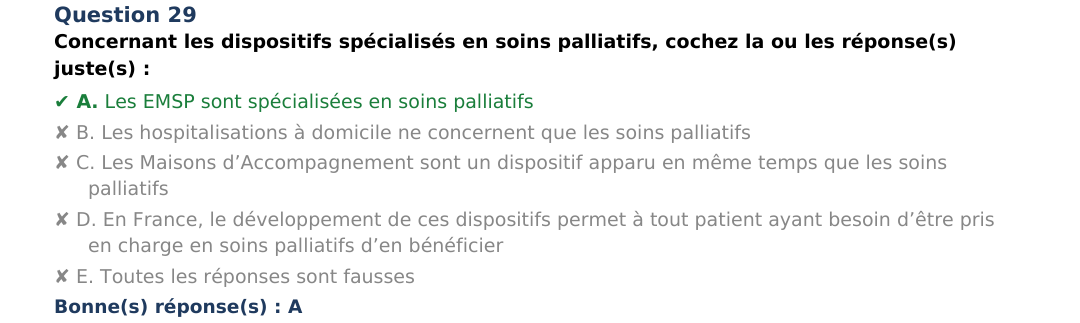 Question 29
Concernant les dispositifs spécialisés en soins palliatifs, cochez la ou les réponse(s)
juste(s) :
✔ A. Les EMSP sont spécialisées en soins palliatifs
✘ B. Les hospitalisations à domicile ne concernent que les soins palliatifs
✘ C. Les Maisons d’Accompagnement sont un dispositif apparu en même temps que les soins
palliatifs
✘ D. En France, le développement de ces dispositifs permet à tout patient ayant besoin d’être pris
en charge en soins palliatifs d’en bénéficier
✘ E. Toutes les réponses sont fausses
Bonne(s) réponse(s) : A